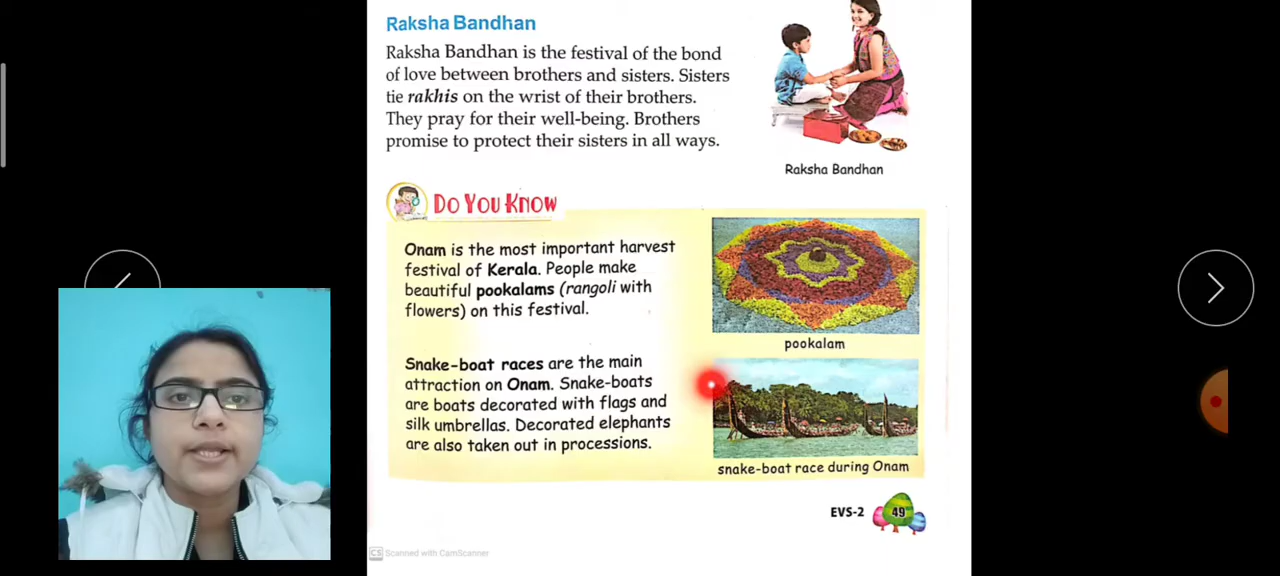 Raksha Bandhan
Raksha Bandhan is the festival of the bond
of love between brothers and sisters. Sisters
tie rakhis on the wrist of their brothers.
They pray for their well-being. Brothers
promise to protect their sisters in all ways.
Raksha Bandhan
DO YOU KNOW
Onam is the most important harvest
festival of Kerala. People make
beautiful pookalams (rangoli with
flowers) on this festival.
pookalam
Snake-boat races are the main
attraction on Onam. Snake-boats
are boats decorated with flags and
silk umbrellas. Decorated elephants
are also taken out in processions.
snake-boat race during Onam
EVS-2 49
CS Scanned with CamScanner